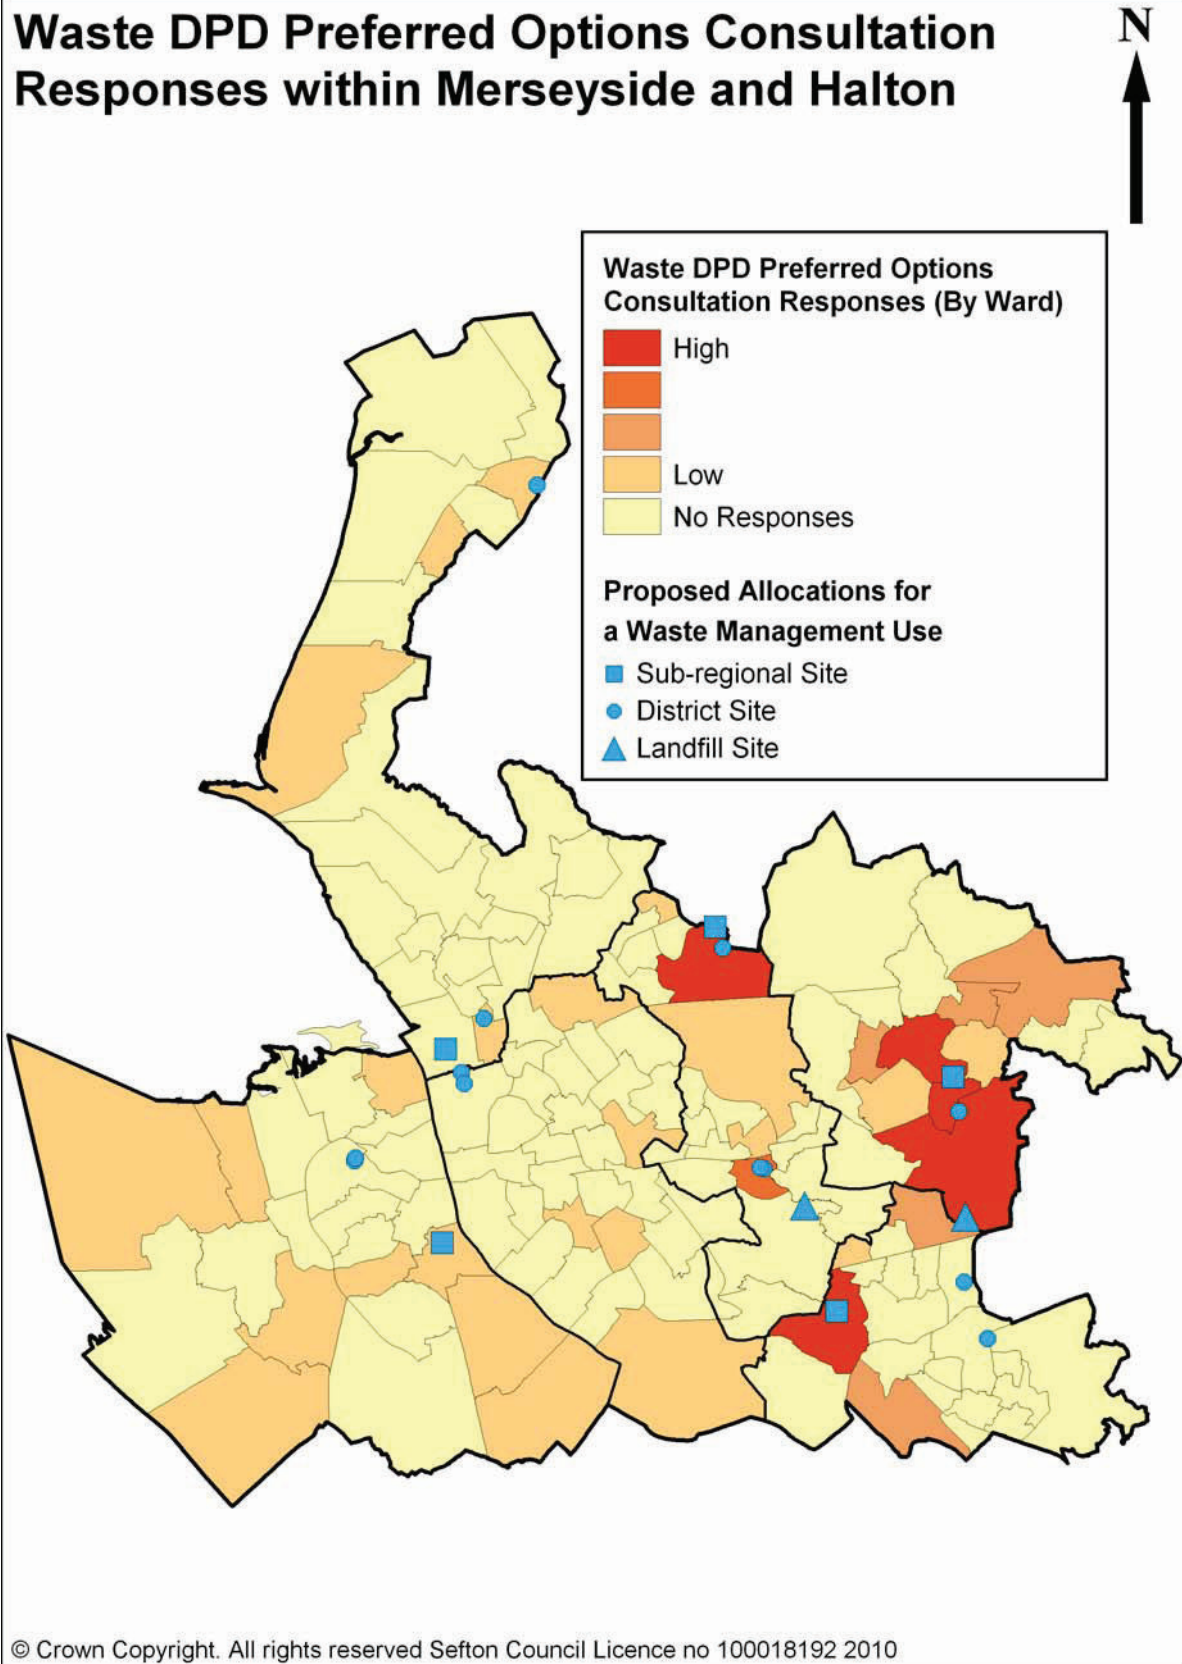 Waste DPD Preferred Options Consultation
Responses within Merseyside and Halton
N
Waste DPD Preferred Options
Consultation Responses (By Ward)
High
Low
No Responses
Proposed Allocations for
a Waste Management Use
Sub-regional Site
District Site
Landfill Site
© Crown Copyright. All rights reserved Sefton Council Licence no 100018192 2010